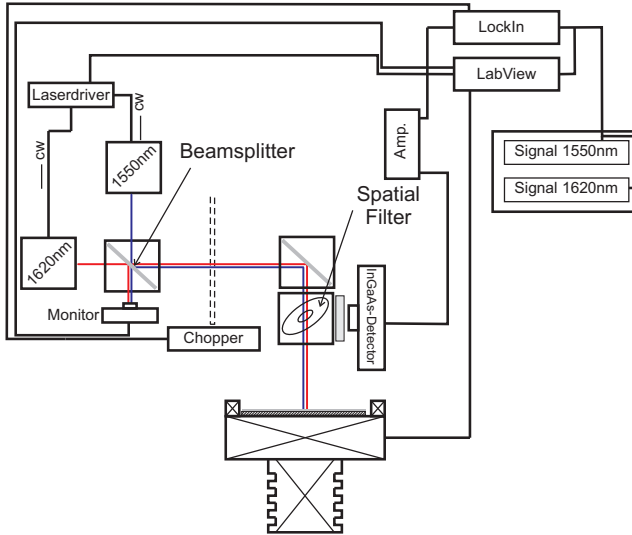 LockIn
LabView
Laserdriver
cw
cw
Amp.
Signal 1550nm
Signal 1620nm
Beamsplitter
1550nm
Spatial
Filter
1620nm
InGaAs-Detector
Monitor
Chopper